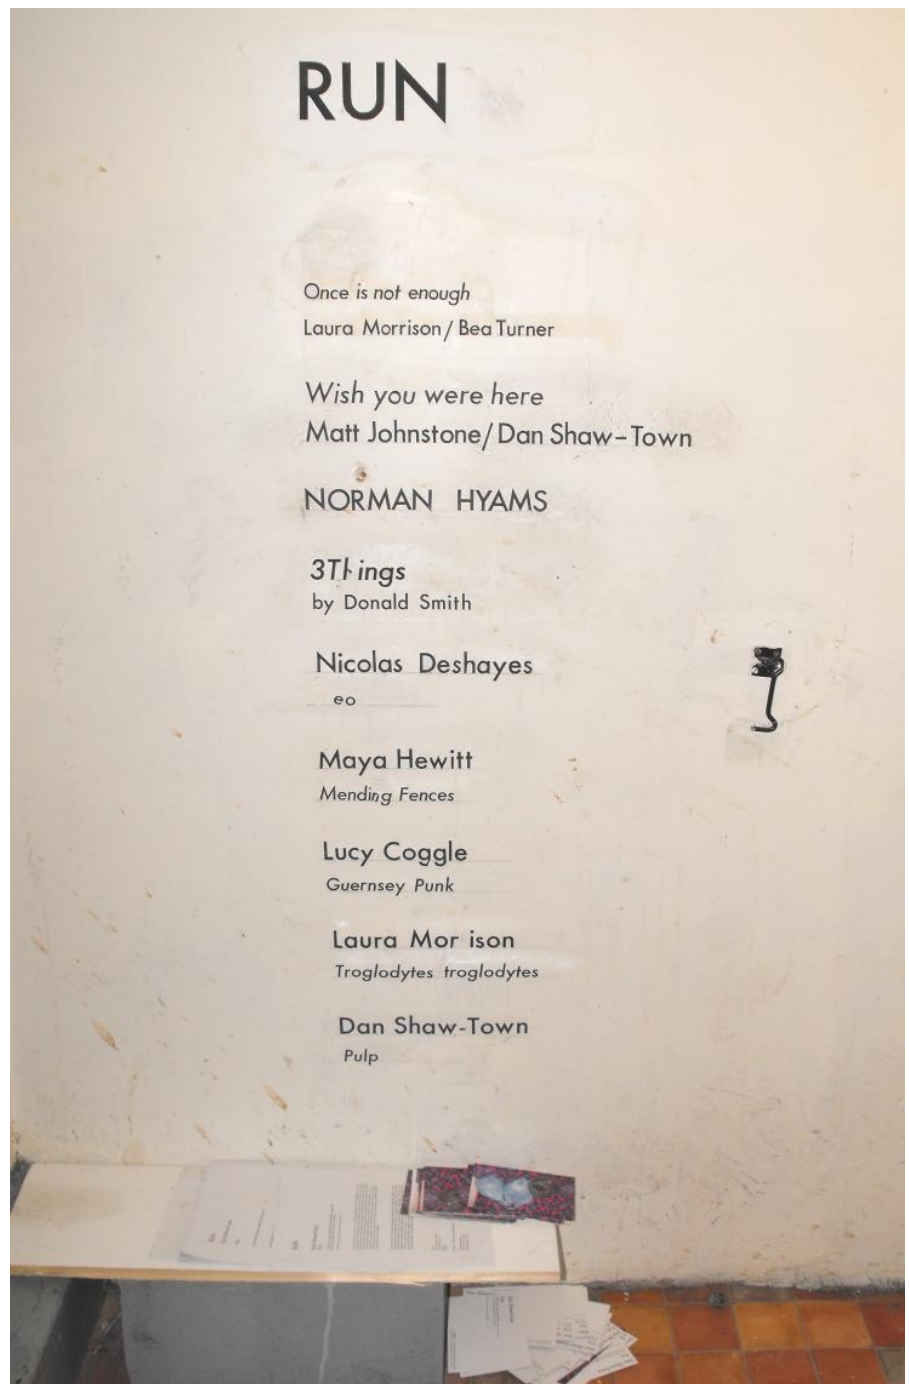 RUN
Once is not enough
Laura Morrison/Bea Turner
Wish you were here
Matt Johnstone/Dan Shaw-Town
NORMAN HYAMS
3Things
by Donald Smith
Nicolas Deshayes
eo
Maya Hewitt
Mending Fences
Lucy Coggle
Guernsey Punk
Laura Mor ison
Troglodytes troglodytes
Dan Shaw-Town
Pulp